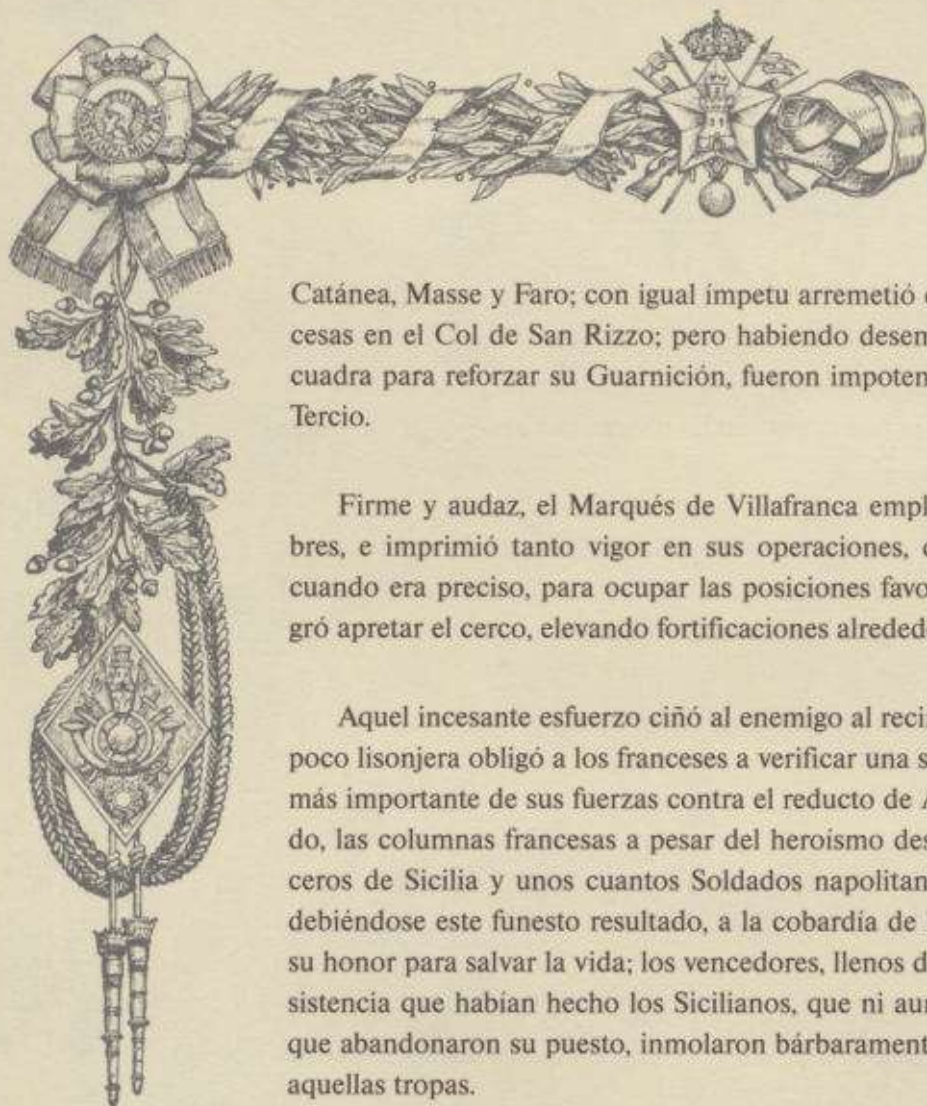 Catánea, Masse y Faro; con igual ímpetu arremetió
cesas en el Col de San Rizzo; pero habiendo desem
cuadra para reforzar su Guarnición, fueron impoten
Tercio.
Firme y audaz, el Marqués de Villafranca empl
bres, e imprimió tanto vigor en sus operaciones,
cuando era preciso, para ocupar las posiciones favo
gró apretar el cerco, elevando fortificaciones alreded
Aquel incesante esfuerzo ciñó al enemigo al reci
poco lisonjera obligó a los franceses a verificar una s
más importante de sus fuerzas contra el reducto de A
do, las columnas francesas a pesar del heroísmo des
ceros de Sicilia y unos cuantos Soldados napolitan
debiéndose este funesto resultado, a la cobardía de
su honor para salvar la vida; los vencedores, llenos d
sistencia que habían hecho los Sicilianos, que ni aun
que abandonaron su puesto, inmolaron bárbarament
aquellas tropas.